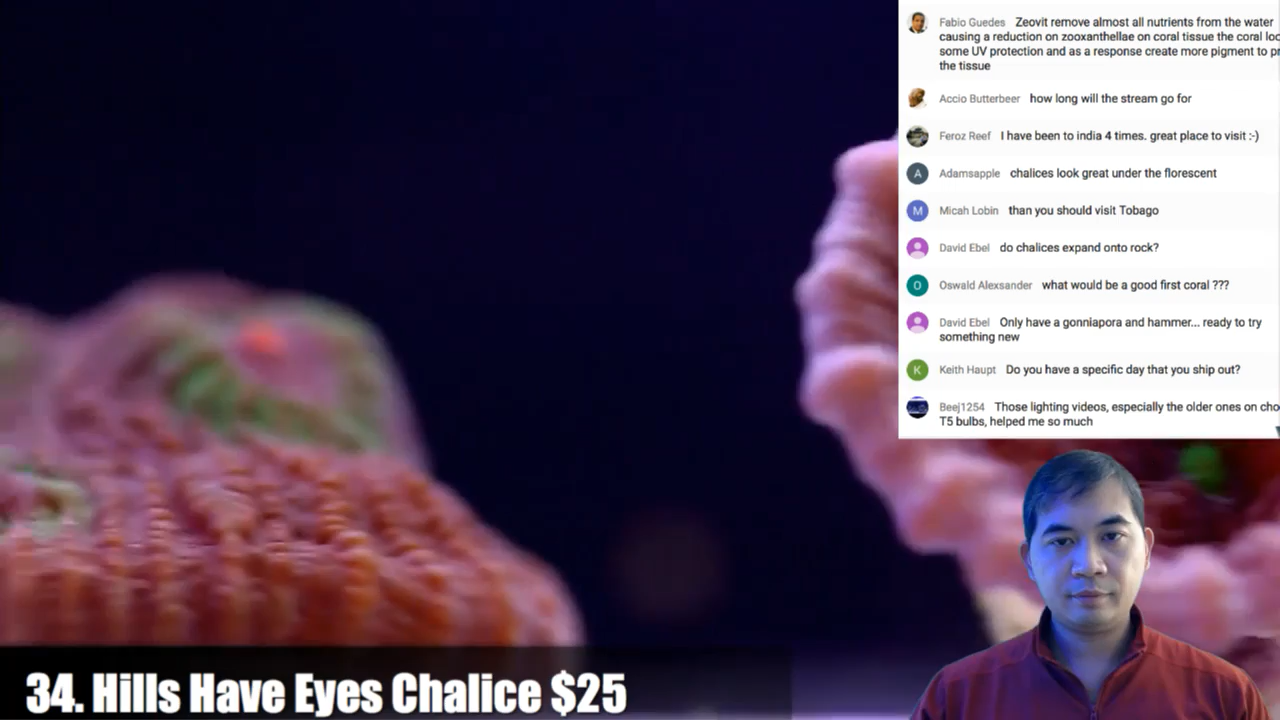 Fabio Guedes Zeovit remove almost all nutrients from the water
causing a reduction on zooxanthellae on coral tissue the coral
some UV protection and as a response create more pigment to
the tissue
Accio Butterbeer how long will the stream go for
Feroz Reef I have been to india 4 times. great place to visit :-)
A
Adamsapple chalices look great under the florescent
M
Micah Lobin than you should visit Tobago
David Ebel do chalices expand onto rock?
O
Oswald Alexsander what would be a good first coral ???
David Ebel Only have a gonniapora and hammer... ready to try
something new
K
Keith Haupt Do you have a specific day that you ship out?
Beej1254 Those lighting videos, especially the older ones on
T5 bulbs, helped me so much
34. Hills Have Eyes Chalice $25